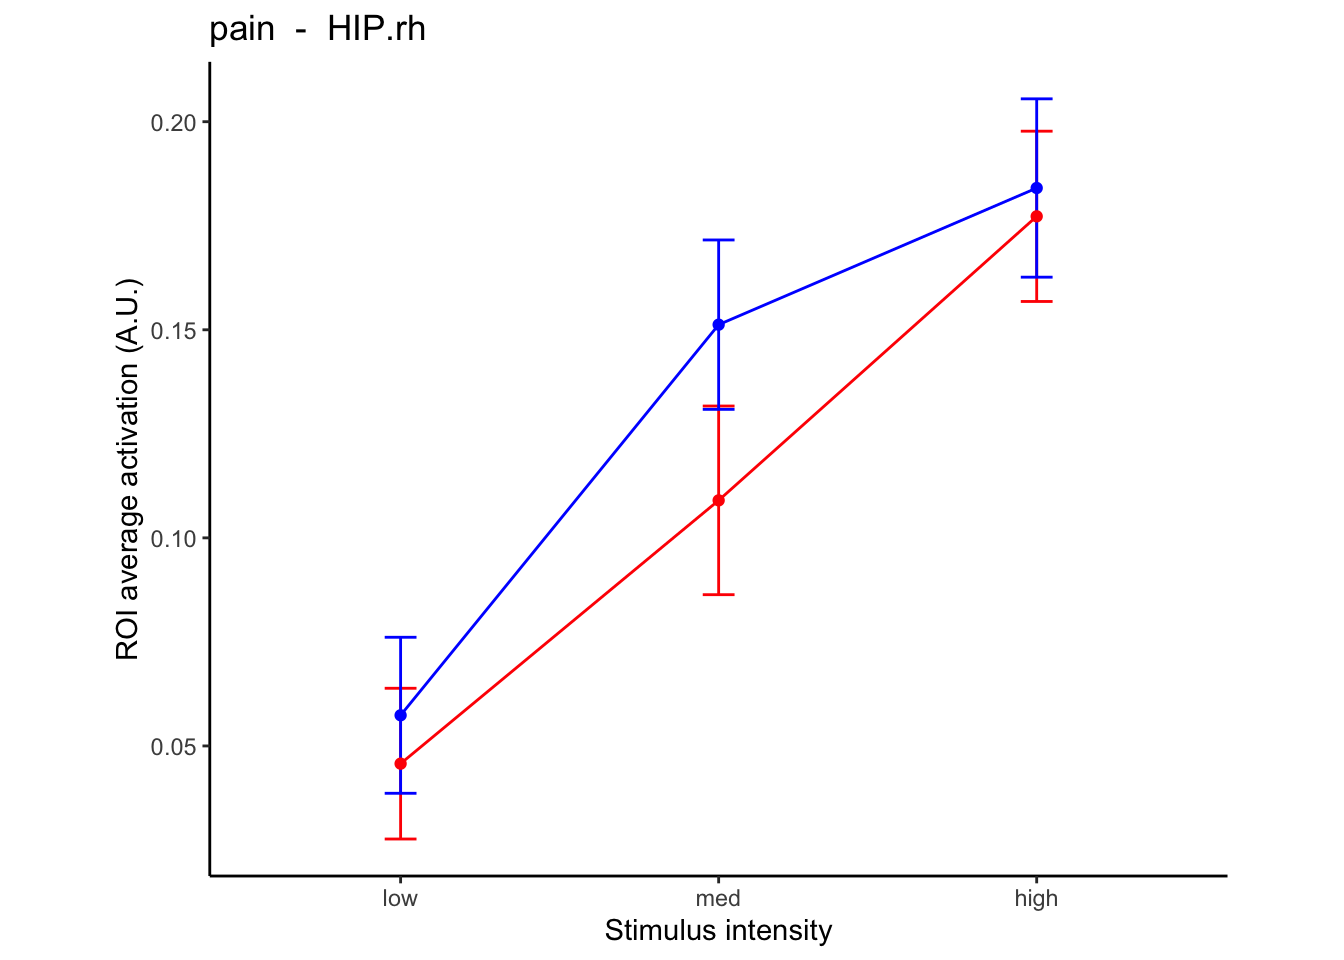 pain  -  HIP.rh
ROI average activation (A.U.)
0.20
0.15
0.10
0.05
low
med
high
Stimulus intensity